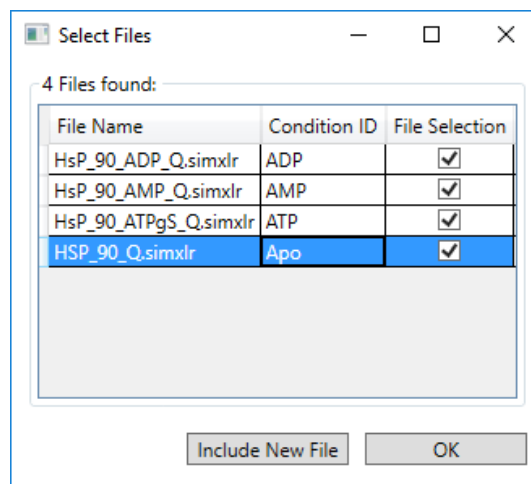 Select Files
4 Files found:
File Name Condition ID File Selection
HsP_90_ADP_Q.simxlr ADP
HsP_90_AMP_Q.simxlr AMP
HsP_90_ATPgS_Q.simxlr ATP
HSP_90_Q.simxlr Apo
Include New File OK